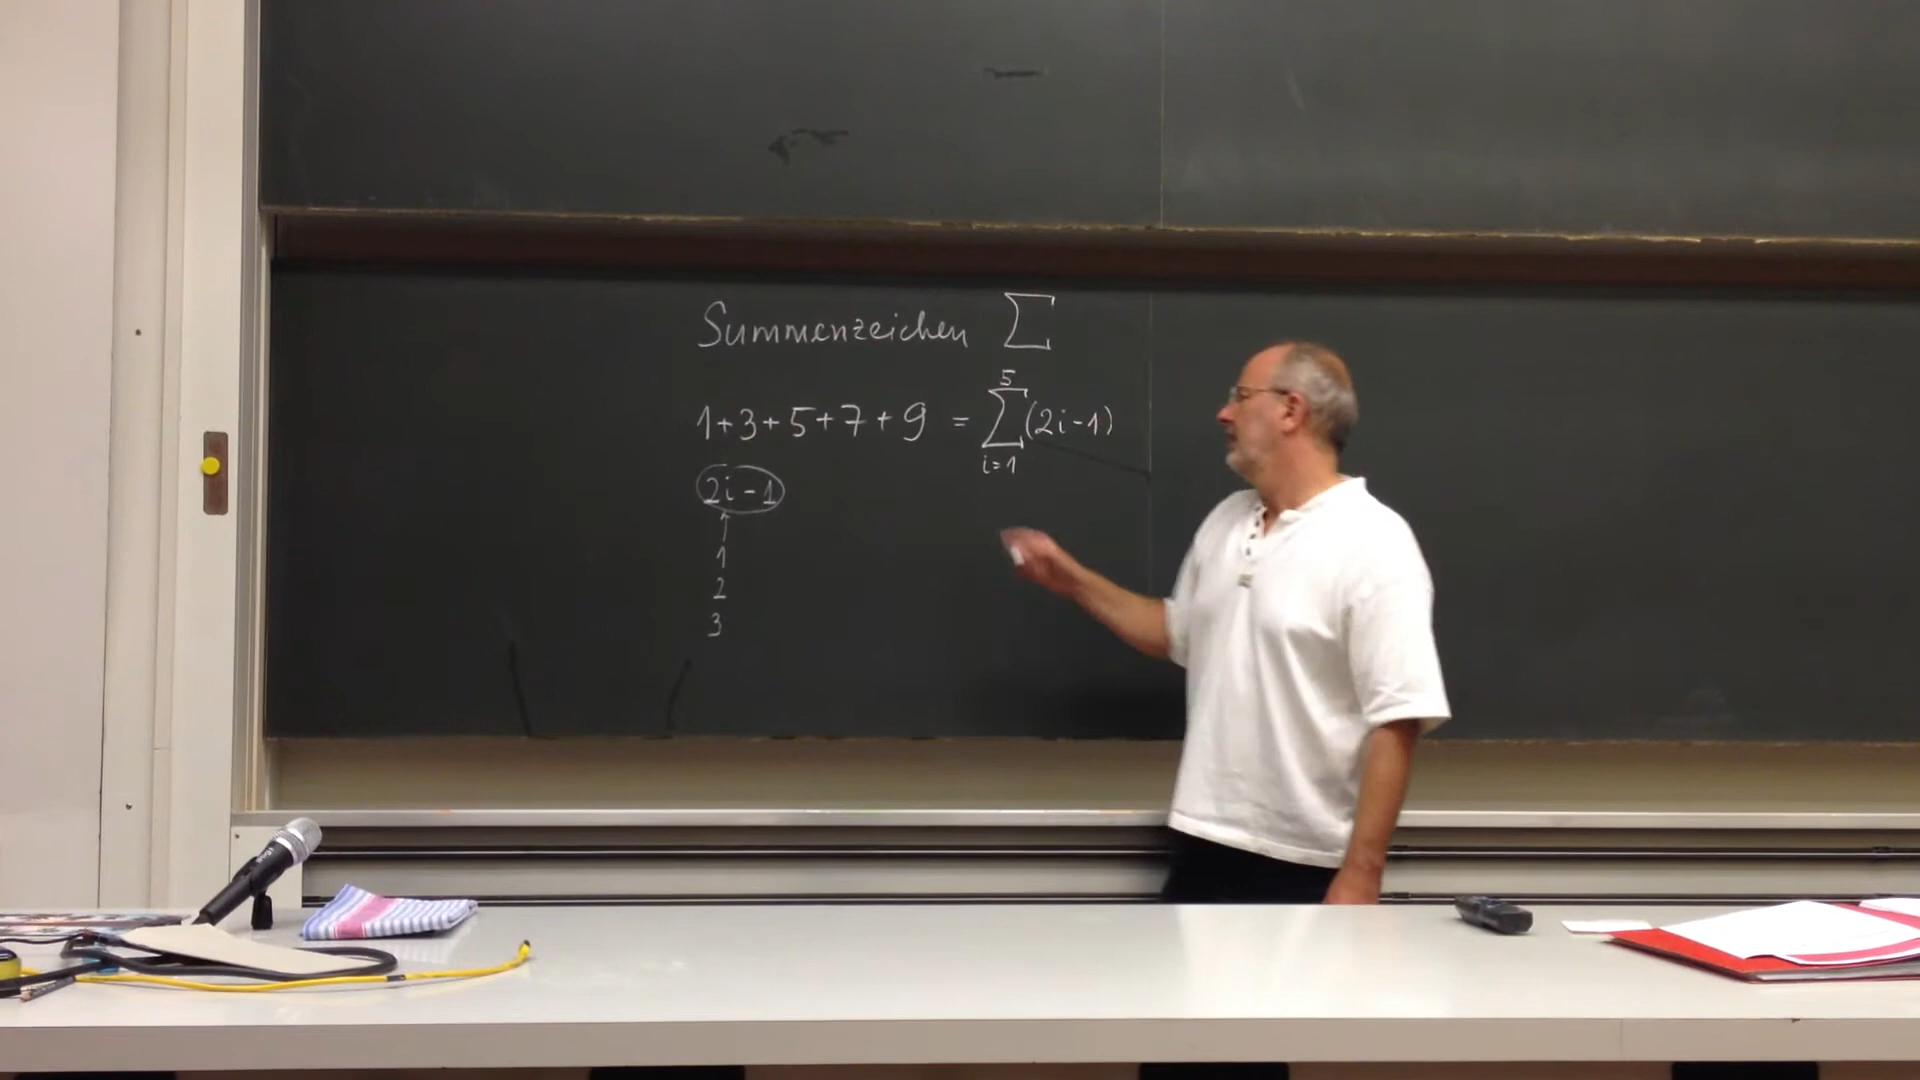 Summenzeichen ∑
1+3+5+7+9 = ∑_{i=1}^{5} (2i-1)
2i-1
↑
1
2
3